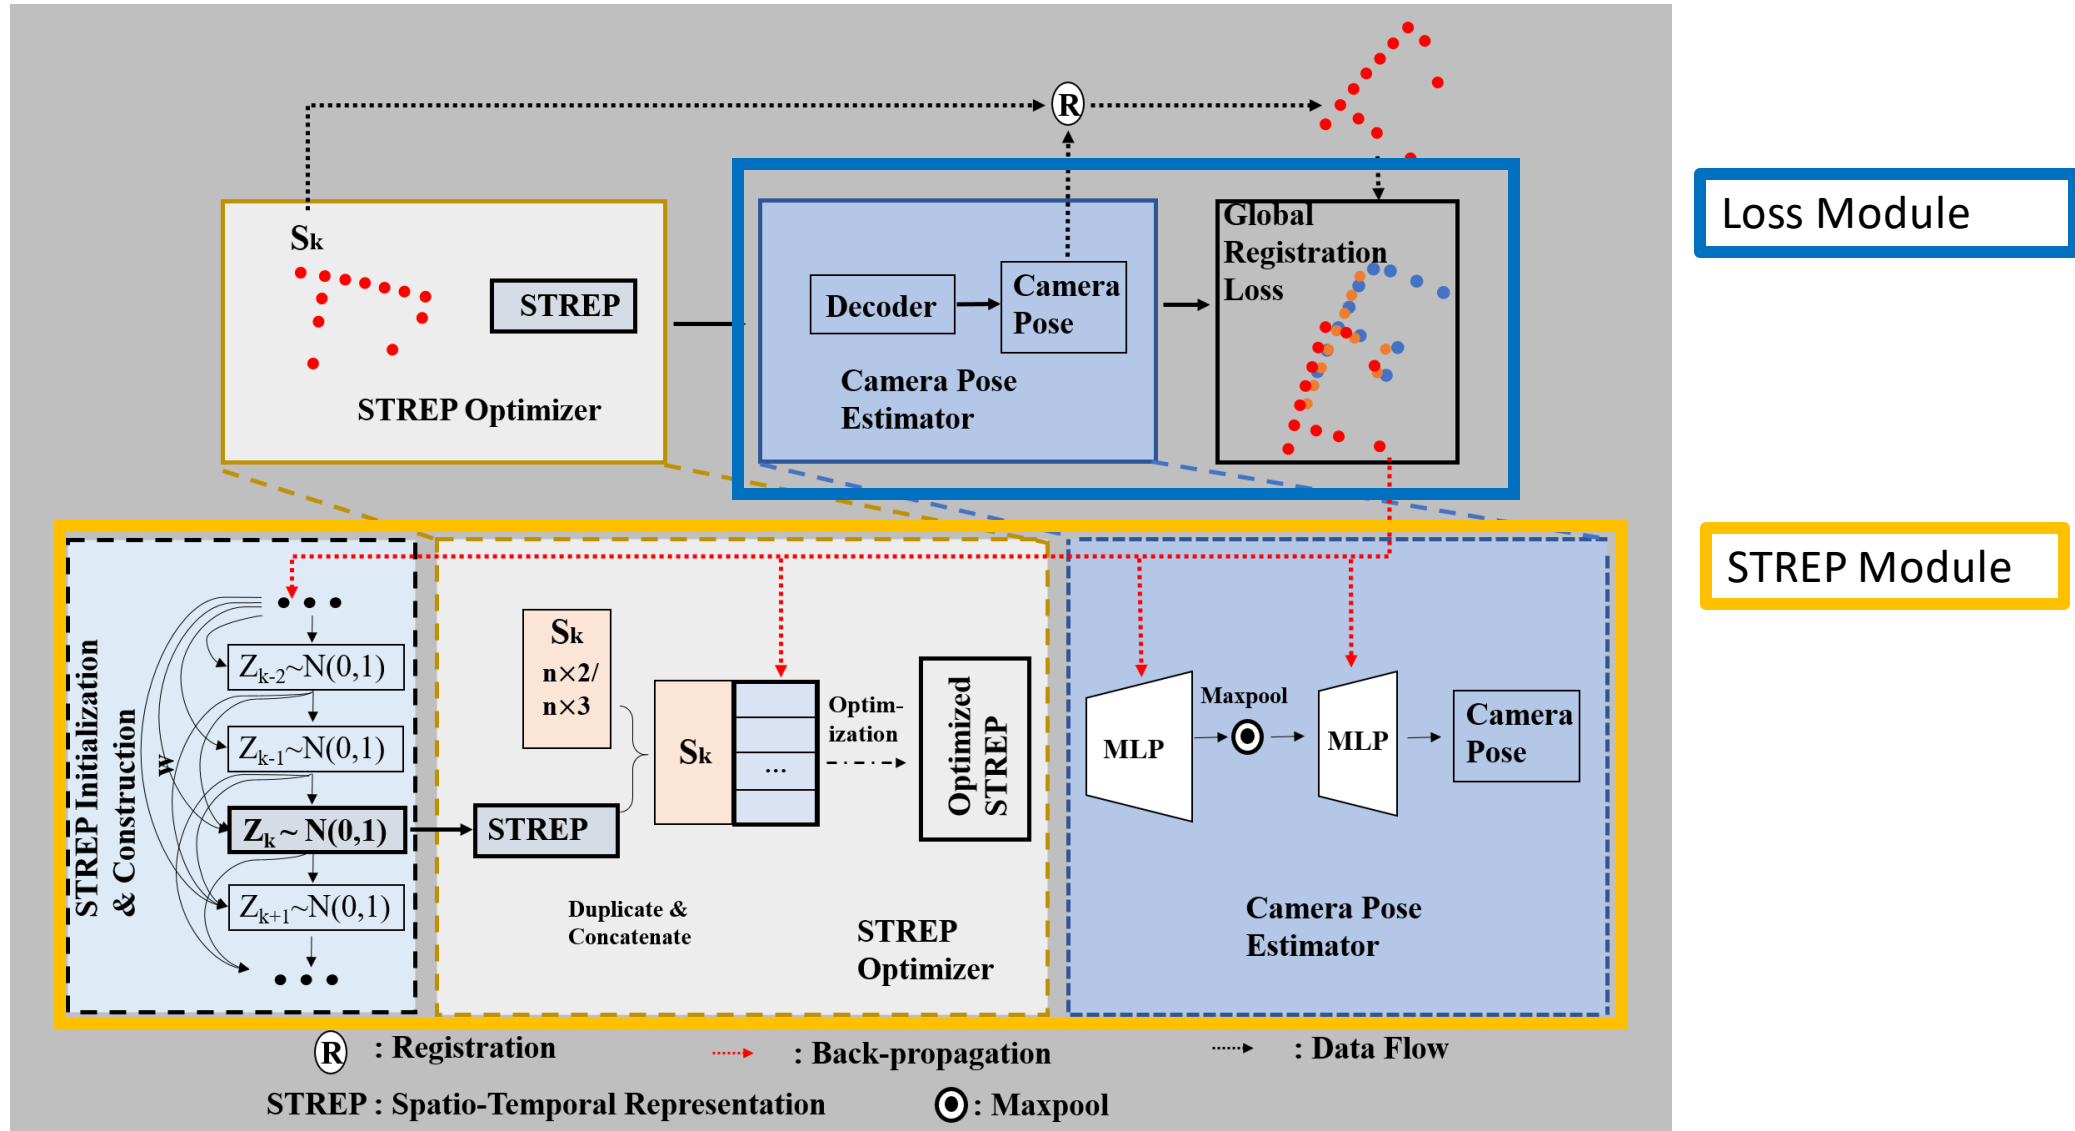 R
Loss Module
Sk
STREP
STREP Optimizer
Decoder
Camera
Pose
Camera Pose
Estimator
Global
Registration
Loss
STREP Module
STREP Initialization
& Construction
W
Zk-2~N(0,1)
Zk-1~N(0,1)
Zk~ N(0,1)
Zk+1~N(0,1)
Sk
n×2/
n×3
STREP
Sk
...
Optim-
ization
Optimized
STREP
Duplicate &
Concatenate
STREP
Optimizer
MLP
Maxpool
MLP
Camera
Pose
Camera Pose
Estimator
R : Registration
: Back-propagation
: Data Flow
STREP : Spatio-Temporal Representation
: Maxpool